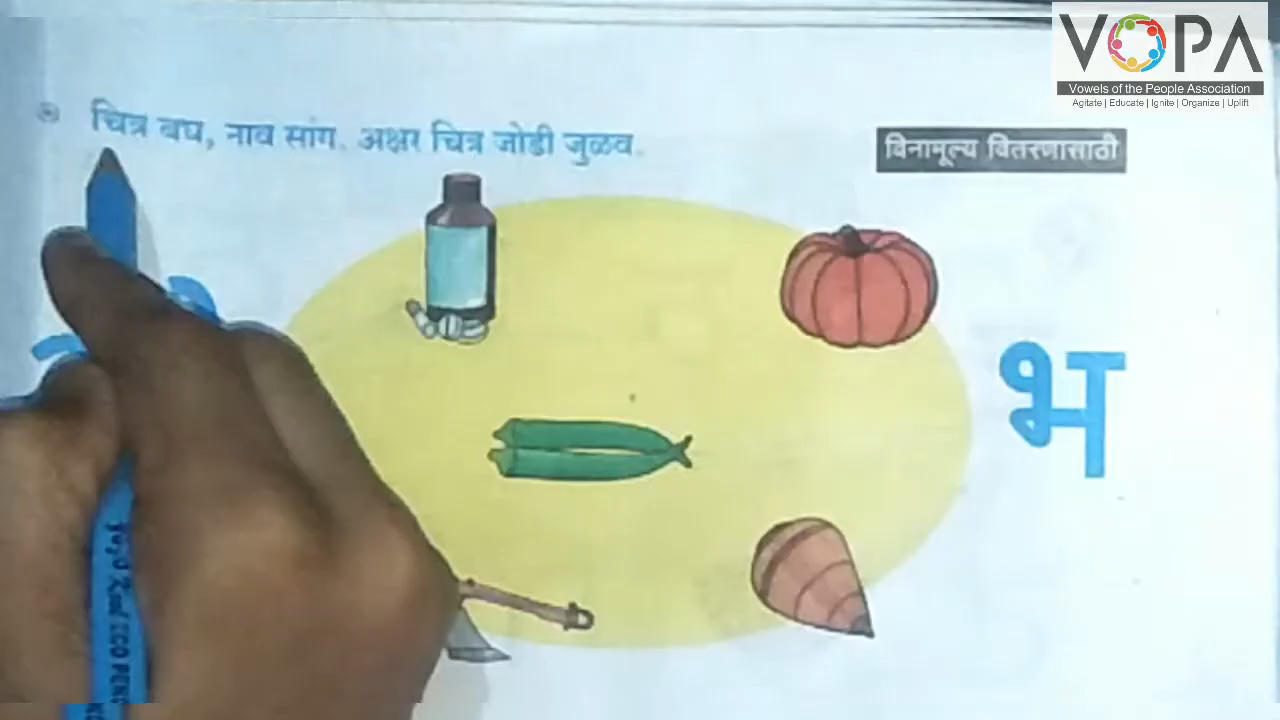 VOPA
Vowels of the People Association
Agitate | Educate | Ignite | Organize | Uplift
चित्र बघ, नाव सांग. अक्षर चित्र जोडी जुळव.
विनामूल्य वितरणासाठी
भ